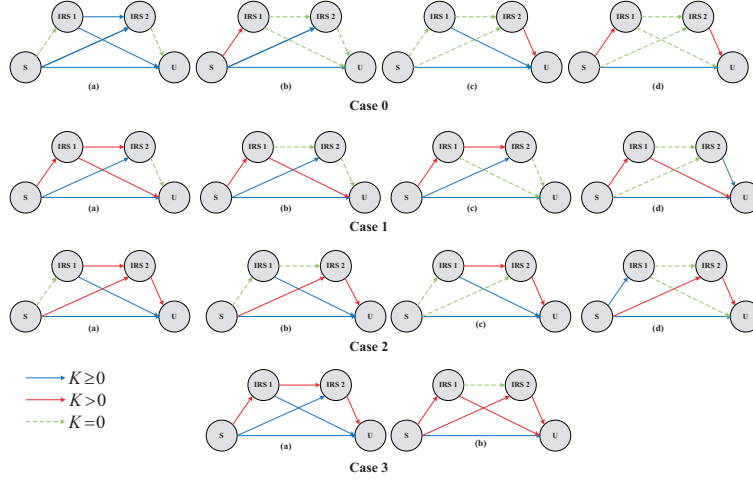 IRS 1 IRS 2 IRS 1 IRS 2 IRS 1 IRS 2 IRS 1 IRS 2
S U S U S U S U
(a) (b) (c) (d)
Case 0
IRS 1 IRS 2 IRS 1 IRS 2 IRS 1 IRS 2 IRS 1 IRS 2
S U S U S U S U
(a) (b) (c) (d)
Case 1
IRS 1 IRS 2 IRS 1 IRS 2 IRS 1 IRS 2 IRS 1 IRS 2
S U S U S U S U
(a) (b) (c) (d)
Case 2
K≥0
K>0
K=0
IRS 1 IRS 2 IRS 1 IRS 2
S U S U
(a) (b)
Case 3